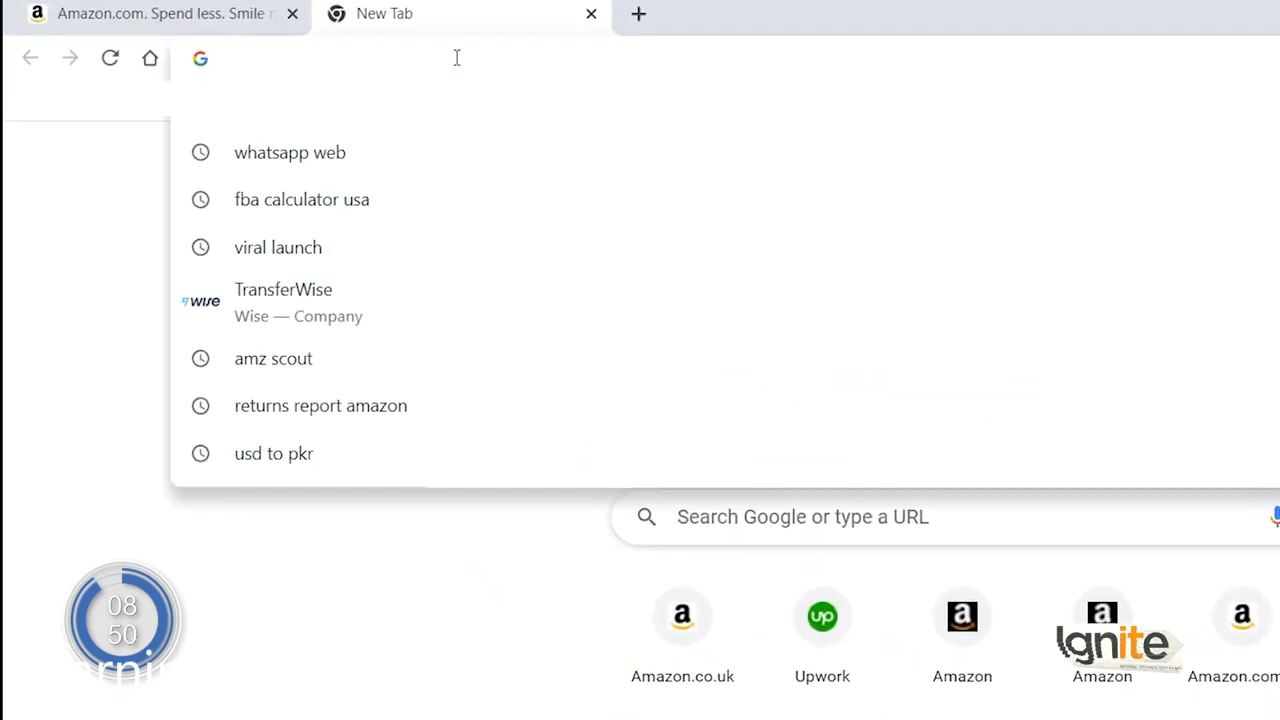 Amazon.com. Spend less. Smile
New Tab
whatsapp web
fba calculator usa
viral launch
TransferWise
wise
Wise — Company
amz scout
returns report amazon
usd to pkr
Search Google or type a URL
08
50
up
Ignite
Amazon.co.uk
Upwork
Amazon
Amazon
Amazon.com